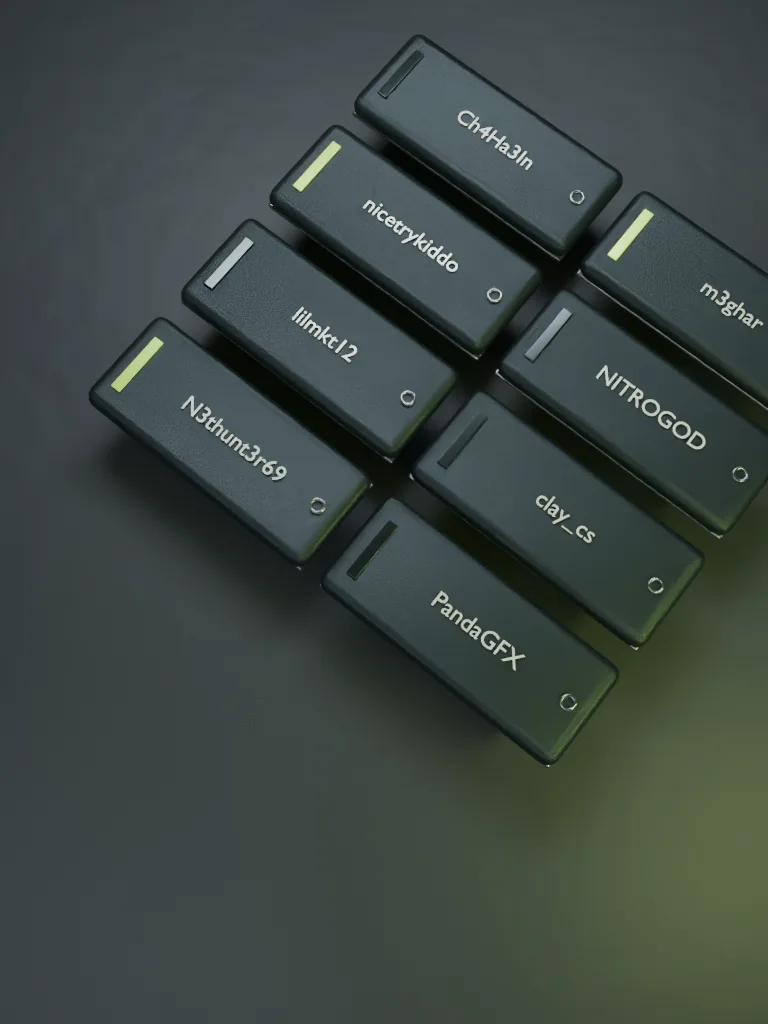 Ch4Ha3ln
nicetrykiddo
m3ghar
lilmkt12
NITROGOD
N3thunt3r69
clay_cs
PandaGFX